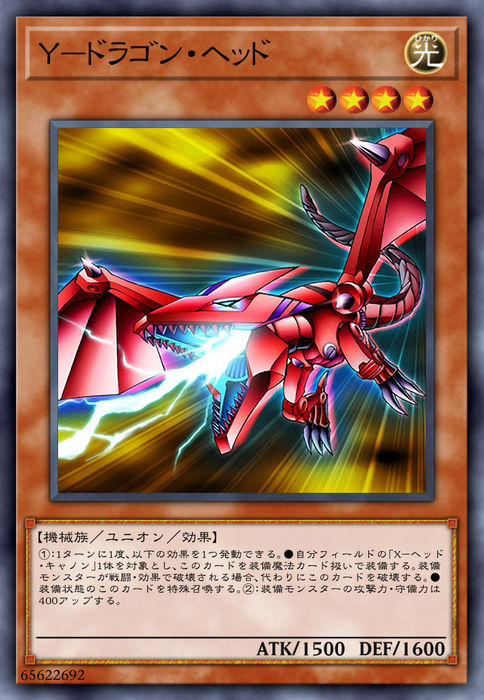 Y－ドラゴン・ヘッド
ひかり
光
【機械族／ユニオン／効果】
①:1ターンに1度、以下の効果を1つ発動できる。●自分フィールドの「X－ヘッド
・キャノン」1体を対象とし、このカードを装備魔法カード扱いで装備する。装備
モンスターが戦闘・効果で破壊される場合、代わりにこのカードを破壊する。●
装備状態のこのカードを特殊召喚する。②:装備モンスターの攻撃力・守備力は
400アップする。
ATK/1500 DEF/1600
65622692